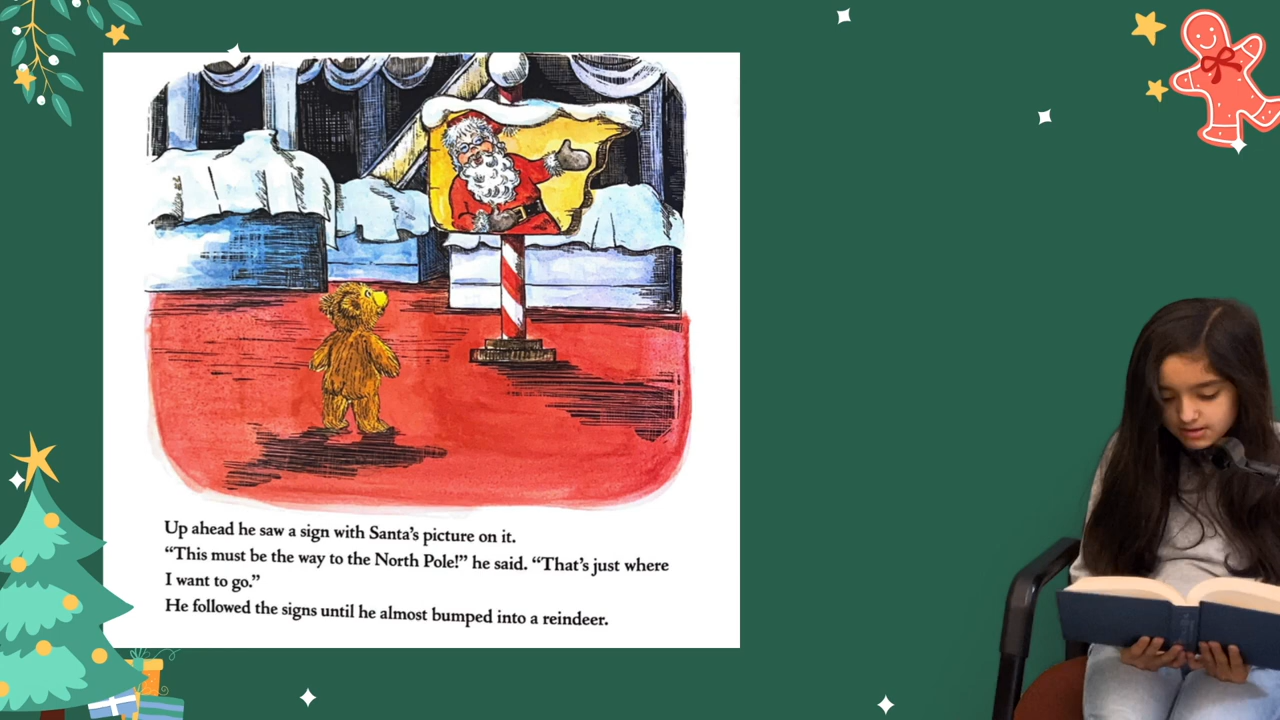 Up ahead he saw a sign with Santa's picture on it.
“This must be the way to the North Pole!” he said. “That's just where
I want to go.”
He followed the signs until he almost bumped into a reindeer.